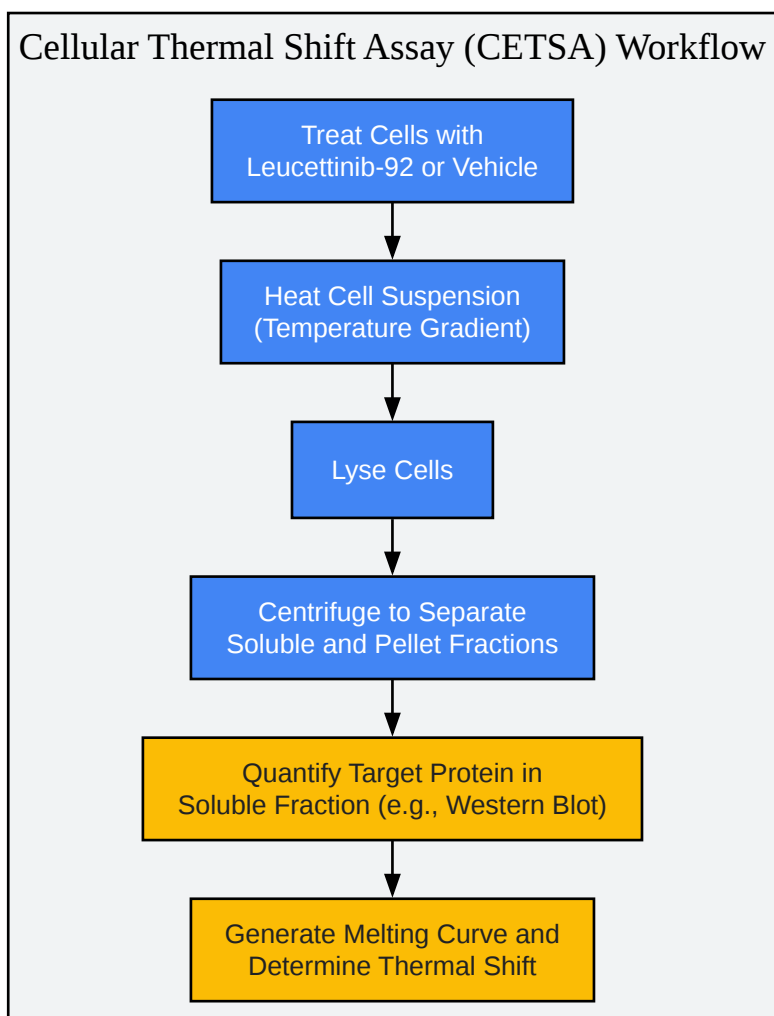 Cellular Thermal Shift Assay (CETSA) Workflow
Treat Cells with
Leucettinib-92 or Vehicle
Heat Cell Suspension
(Temperature Gradient)
Lyse Cells
Centrifuge to Separate
Soluble and Pellet Fractions
Quantify Target Protein in
Soluble Fraction (e.g., Western Blot)
Generate Melting Curve and
Determine Thermal Shift